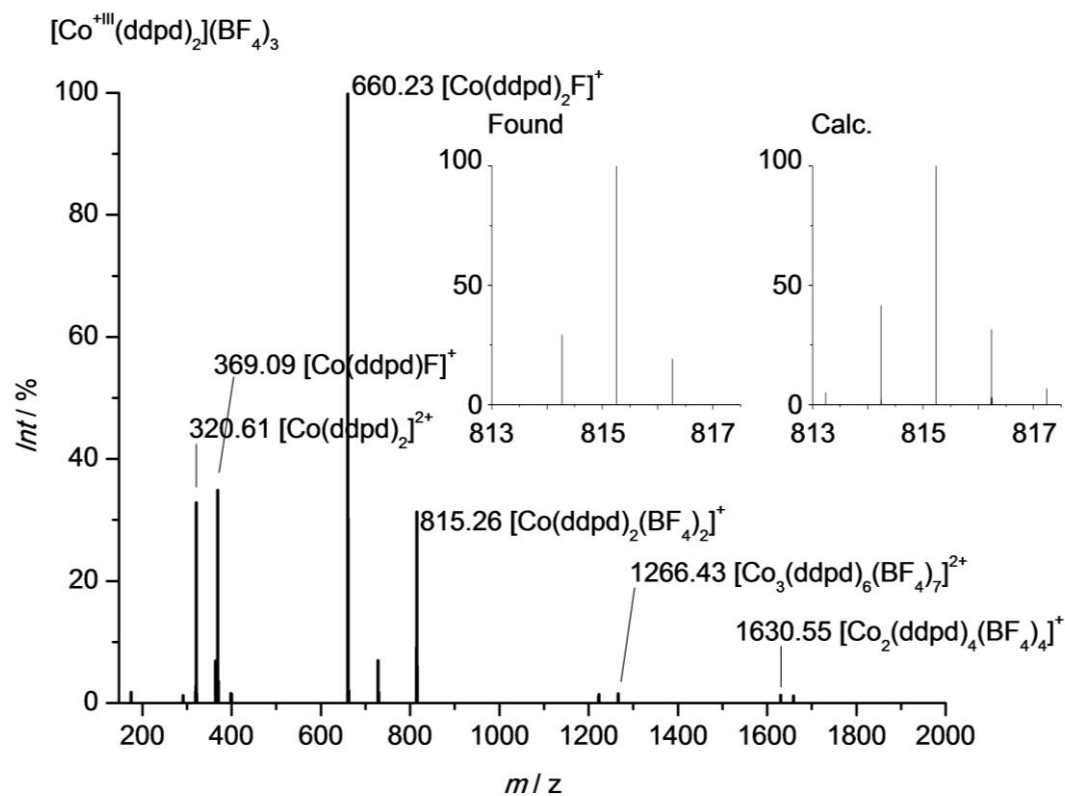 [Co⁺ᴵᴵᴵ(ddpd)₂](BF₄)₃
660.23 [Co(ddpd)₂F]⁺
Found
Calc.
369.09 [Co(ddpd)F]⁺
320.61 [Co(ddpd)₂]²⁺
815.26 [Co(ddpd)₂(BF₄)₂]⁺
1266.43 [Co₃(ddpd)₆(BF₄)₇]²⁺
1630.55 [Co₂(ddpd)₄(BF₄)₄]⁺
Int / %
100
80
60
40
20
0
100
50
0
813 815 817
100
50
0
813 815 817
200 400 600 800 1000 1200 1400 1600 1800 2000
m / z